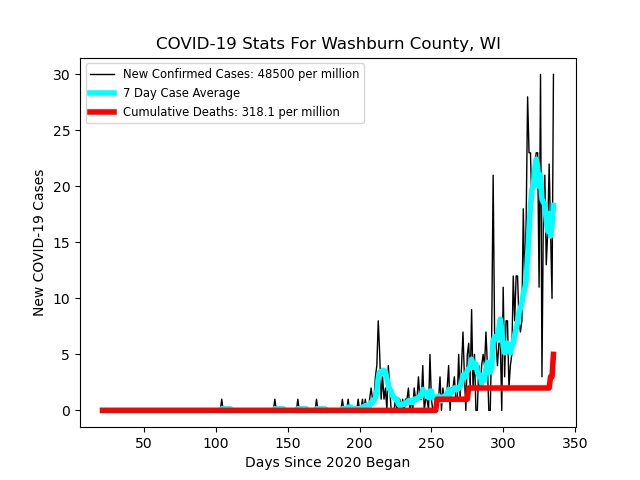 COVID-19 Stats For Washburn County, WI
New Confirmed Cases: 48500 per million
7 Day Case Average
Cumulative Deaths: 318.1 per million
New COVID-19 Cases
30
25
20
15
10
5
0
50
100
150
200
250
300
350
Days Since 2020 Began